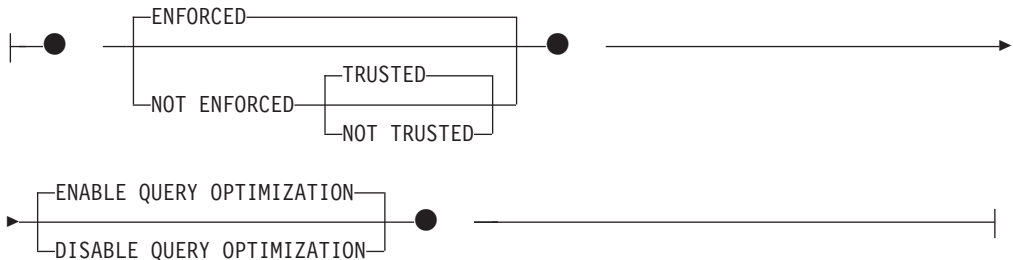 ENFORCED
NOT ENFORCED
TRUSTED
NOT TRUSTED
ENABLE QUERY OPTIMIZATION
DISABLE QUERY OPTIMIZATION